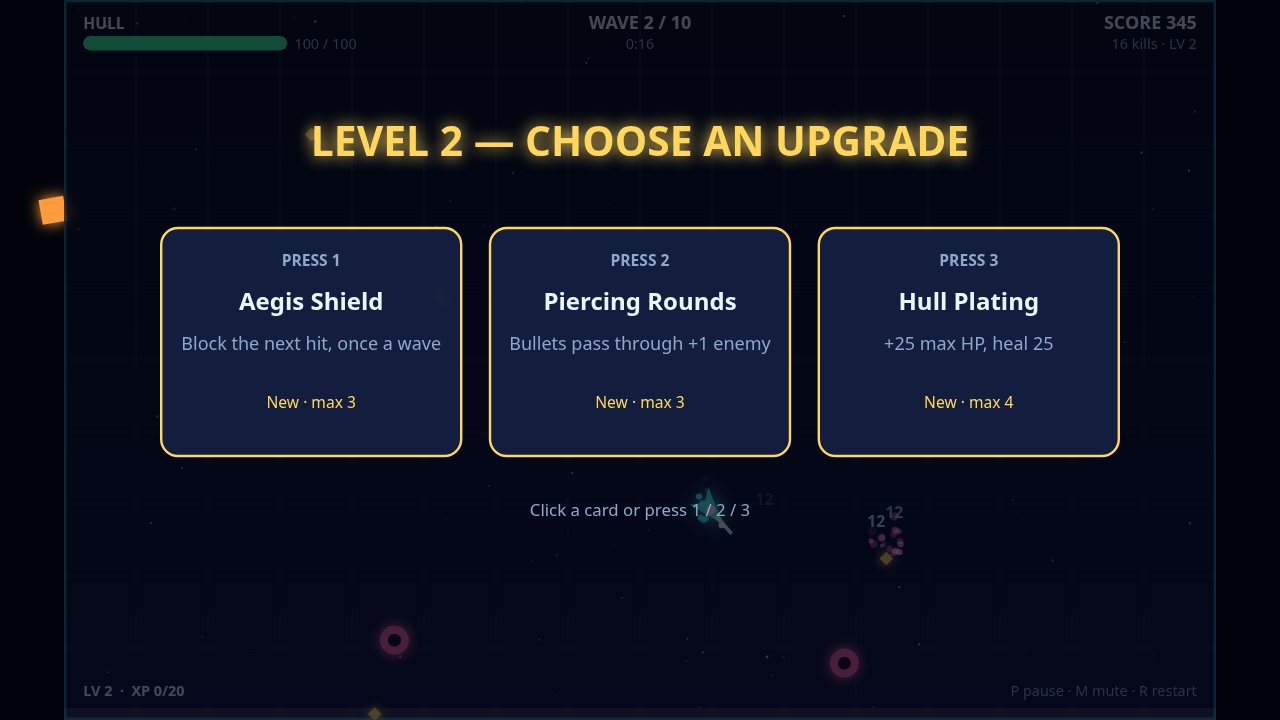 HULL
100 / 100
WAVE 2 / 10
0:16
SCORE 345
16 kills · LV 2
LEVEL 2 — CHOOSE AN UPGRADE
PRESS 1
Aegis Shield
Block the next hit, once a wave
New · max 3
PRESS 2
Piercing Rounds
Bullets pass through +1 enemy
New · max 3
PRESS 3
Hull Plating
+25 max HP, heal 25
New · max 4
12
Click a card or press 1 / 2 / 3
12
12
LV 2 · XP 0/20
P pause · M mute · R restart